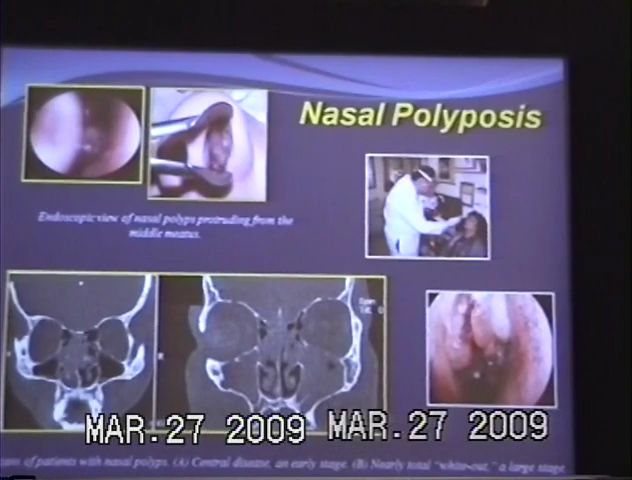 Nasal Polyposis
Endoscopic view of nasal polyps protruding from the
middle meatus.
MAR.27 2009 MAR.27 2009
of patients with nasal polyps. (A) Central disease, an early stage. (B) Nearly total "white-out," a large stage.